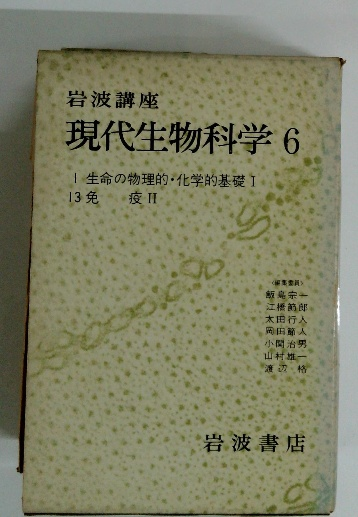 岩波講座
現代生物科学 6
1 生命の物理的・化学的基礎 I
13 免 疫 II
〈編集委員〉
飯島宗一
江橋節郎
太田行人
岡田節人
小関治男
山村雄一
渡辺 格
岩波書店